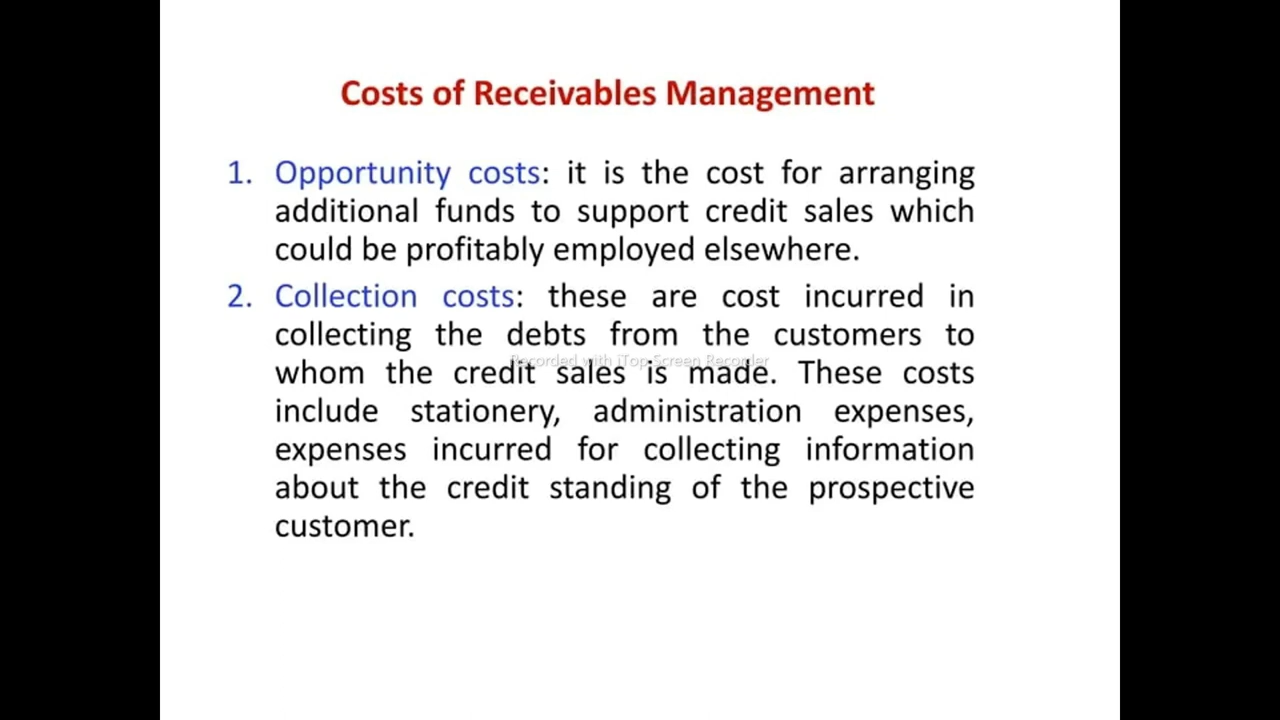 Costs of Receivables Management
1. Opportunity costs: it is the cost for arranging
additional funds to support credit sales which
could be profitably employed elsewhere.
2. Collection costs: these are cost incurred in
collecting the debts from the customers to
Recorded with iTop Screen Recorder
whom the credit sales is made. These costs
include stationery, administration expenses,
expenses incurred for collecting information
about the credit standing of the prospective
customer.